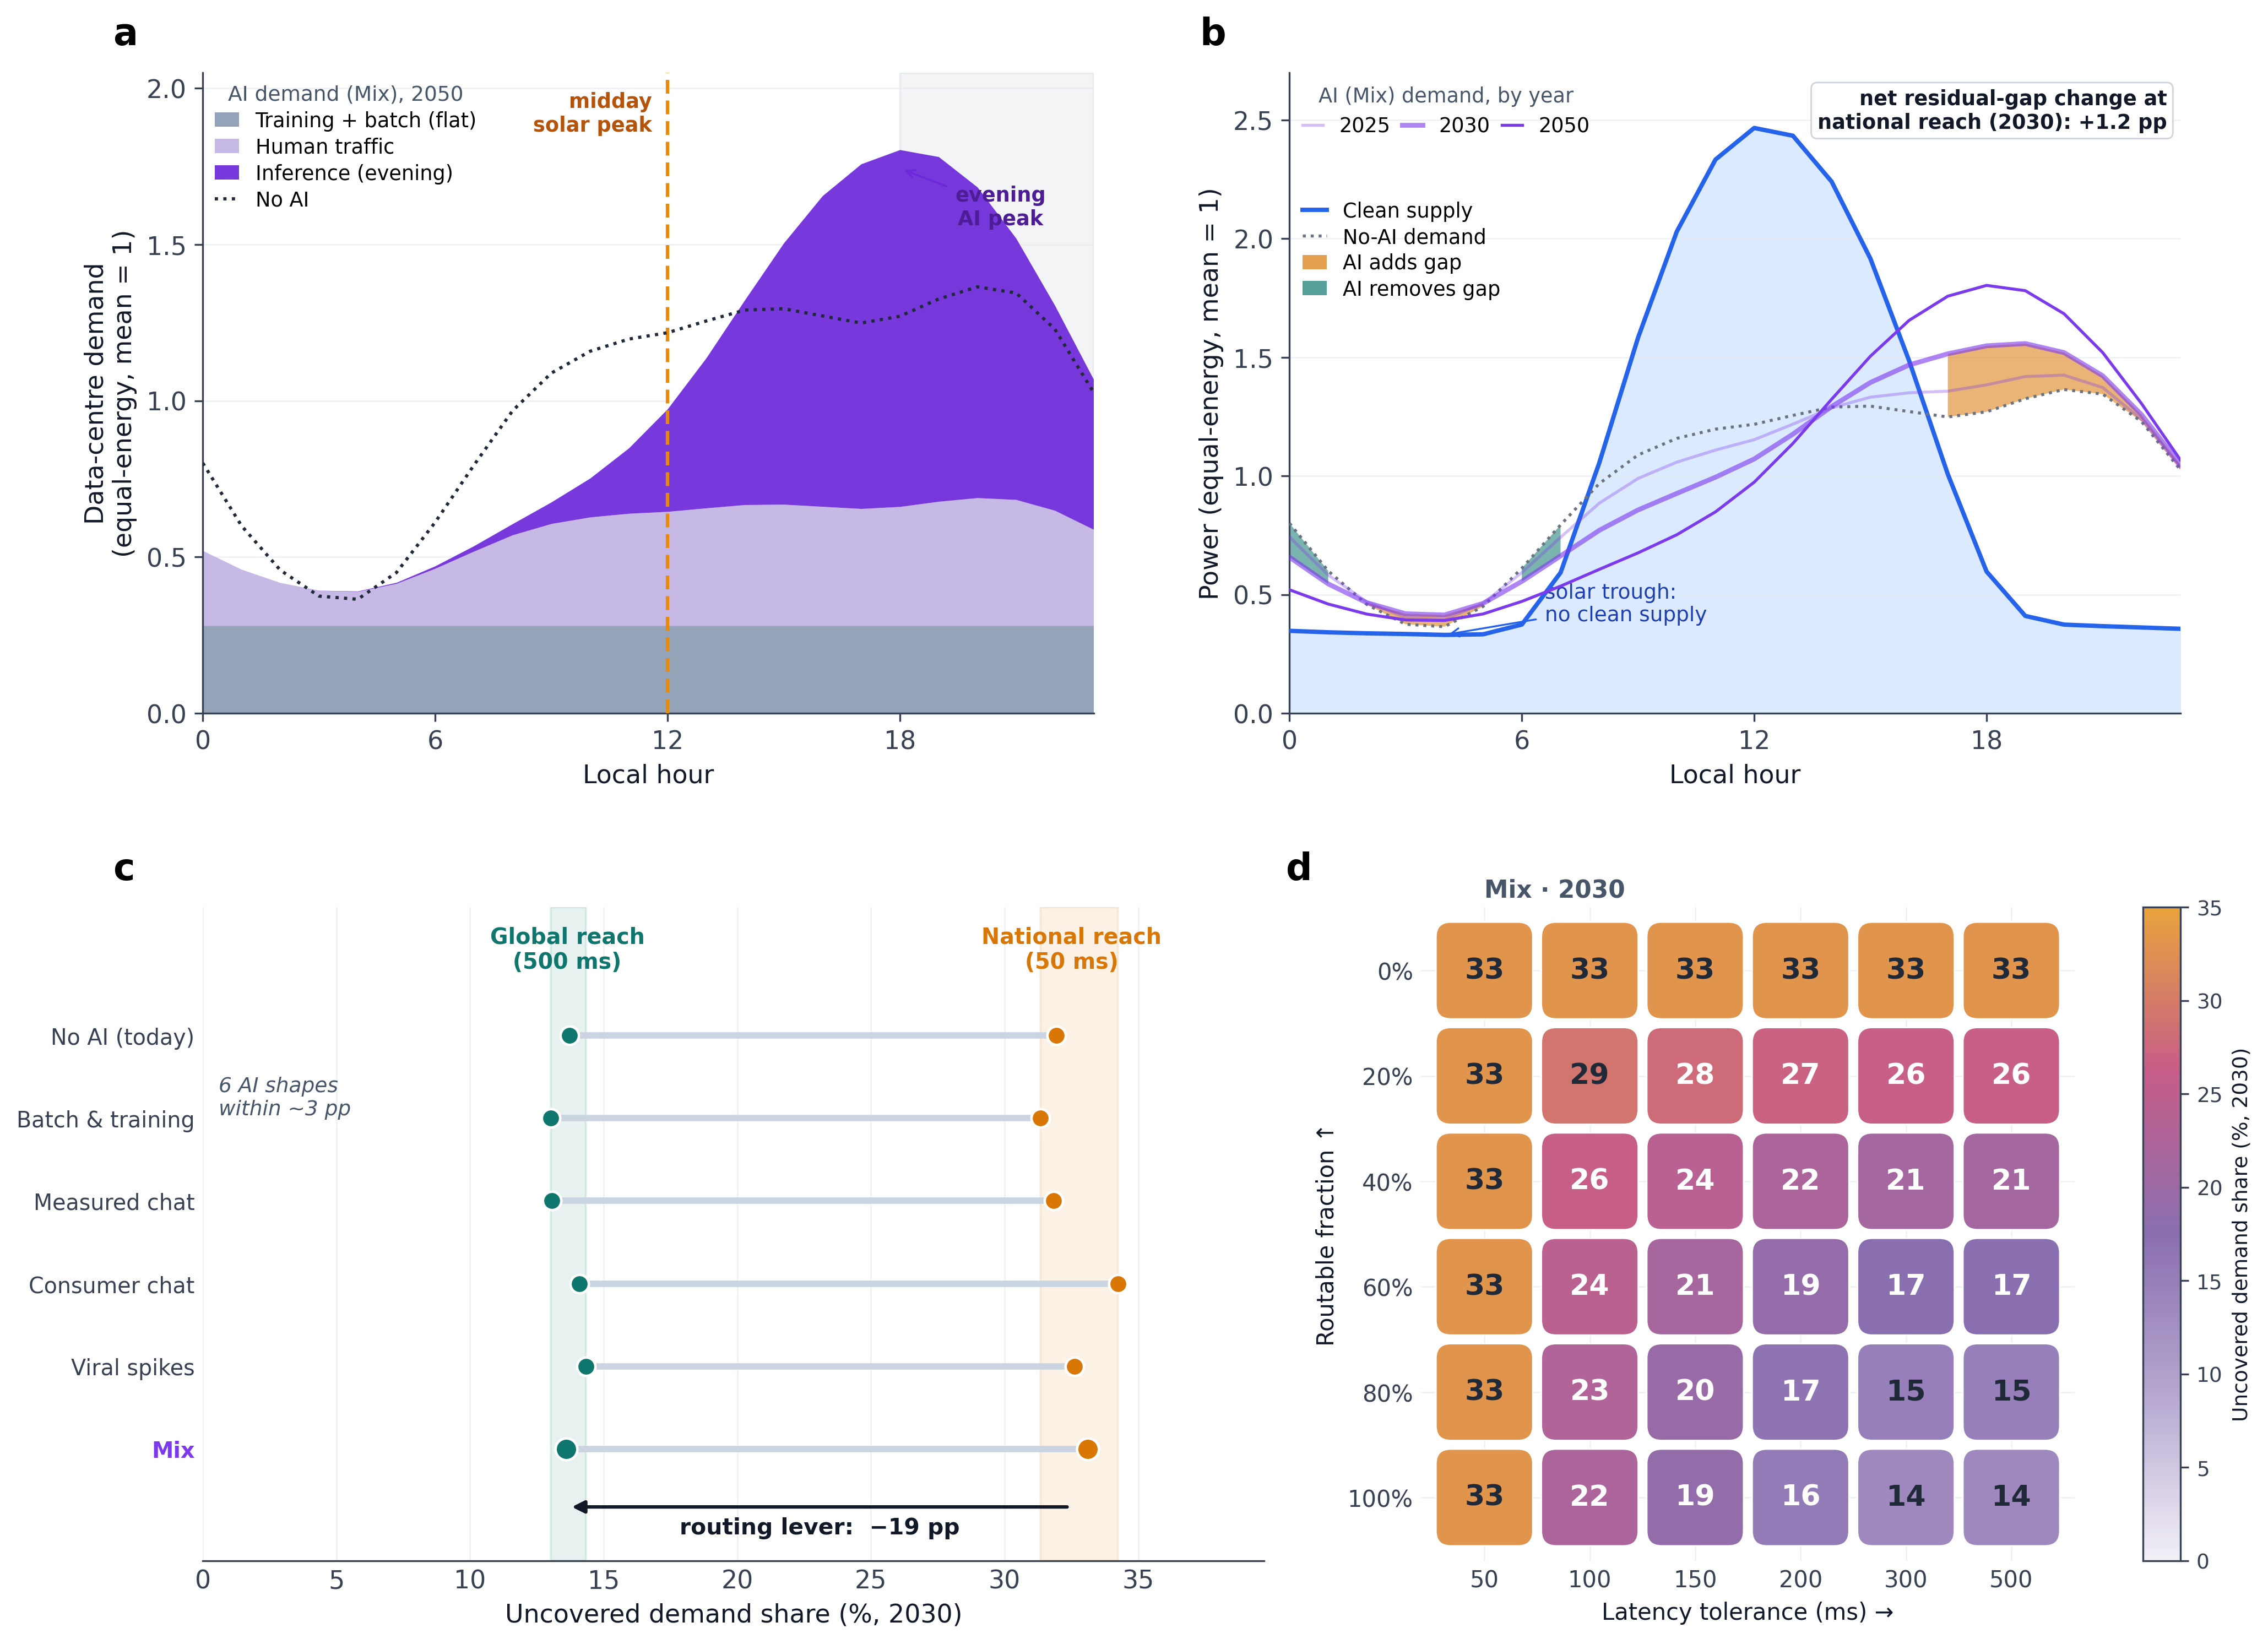 a
AI demand (Mix), 2050
Training + batch (flat)
Human traffic
Inference (evening)
No AI
midday
solar peak
evening
AI peak
Data-centre demand
(equal-energy, mean = 1)
2.0
1.5
1.0
0.5
0.0
0 6 12 18
Local hour
b
AI (Mix) demand, by year
2025 2030 2050
Clean supply
No-AI demand
AI adds gap
AI removes gap
net residual-gap change at
national reach (2030): +1.2 pp
solar trough:
no clean supply
Power (equal-energy, mean = 1)
2.5
2.0
1.5
1.0
0.5
0.0
0 6 12 18
Local hour
c
Global reach
(500 ms)
National reach
(50 ms)
No AI (today)
6 AI shapes
within ~3 pp
Batch & training
Measured chat
Consumer chat
Viral spikes
Mix
routing lever: −19 pp
0 5 10 15 20 25 30 35
Uncovered demand share (%, 2030)
d
Mix · 2030
Routable fraction ↑
0% 33 33 33 33 33 33
20% 33 29 28 27 26 26
40% 33 26 24 22 21 21
60% 33 24 21 19 17 17
80% 33 23 20 17 15 15
100% 33 22 19 16 14 14
50 100 150 200 300 500
Latency tolerance (ms) →
35
30
25
20
15
10
5
0
Uncovered demand share (%, 2030)